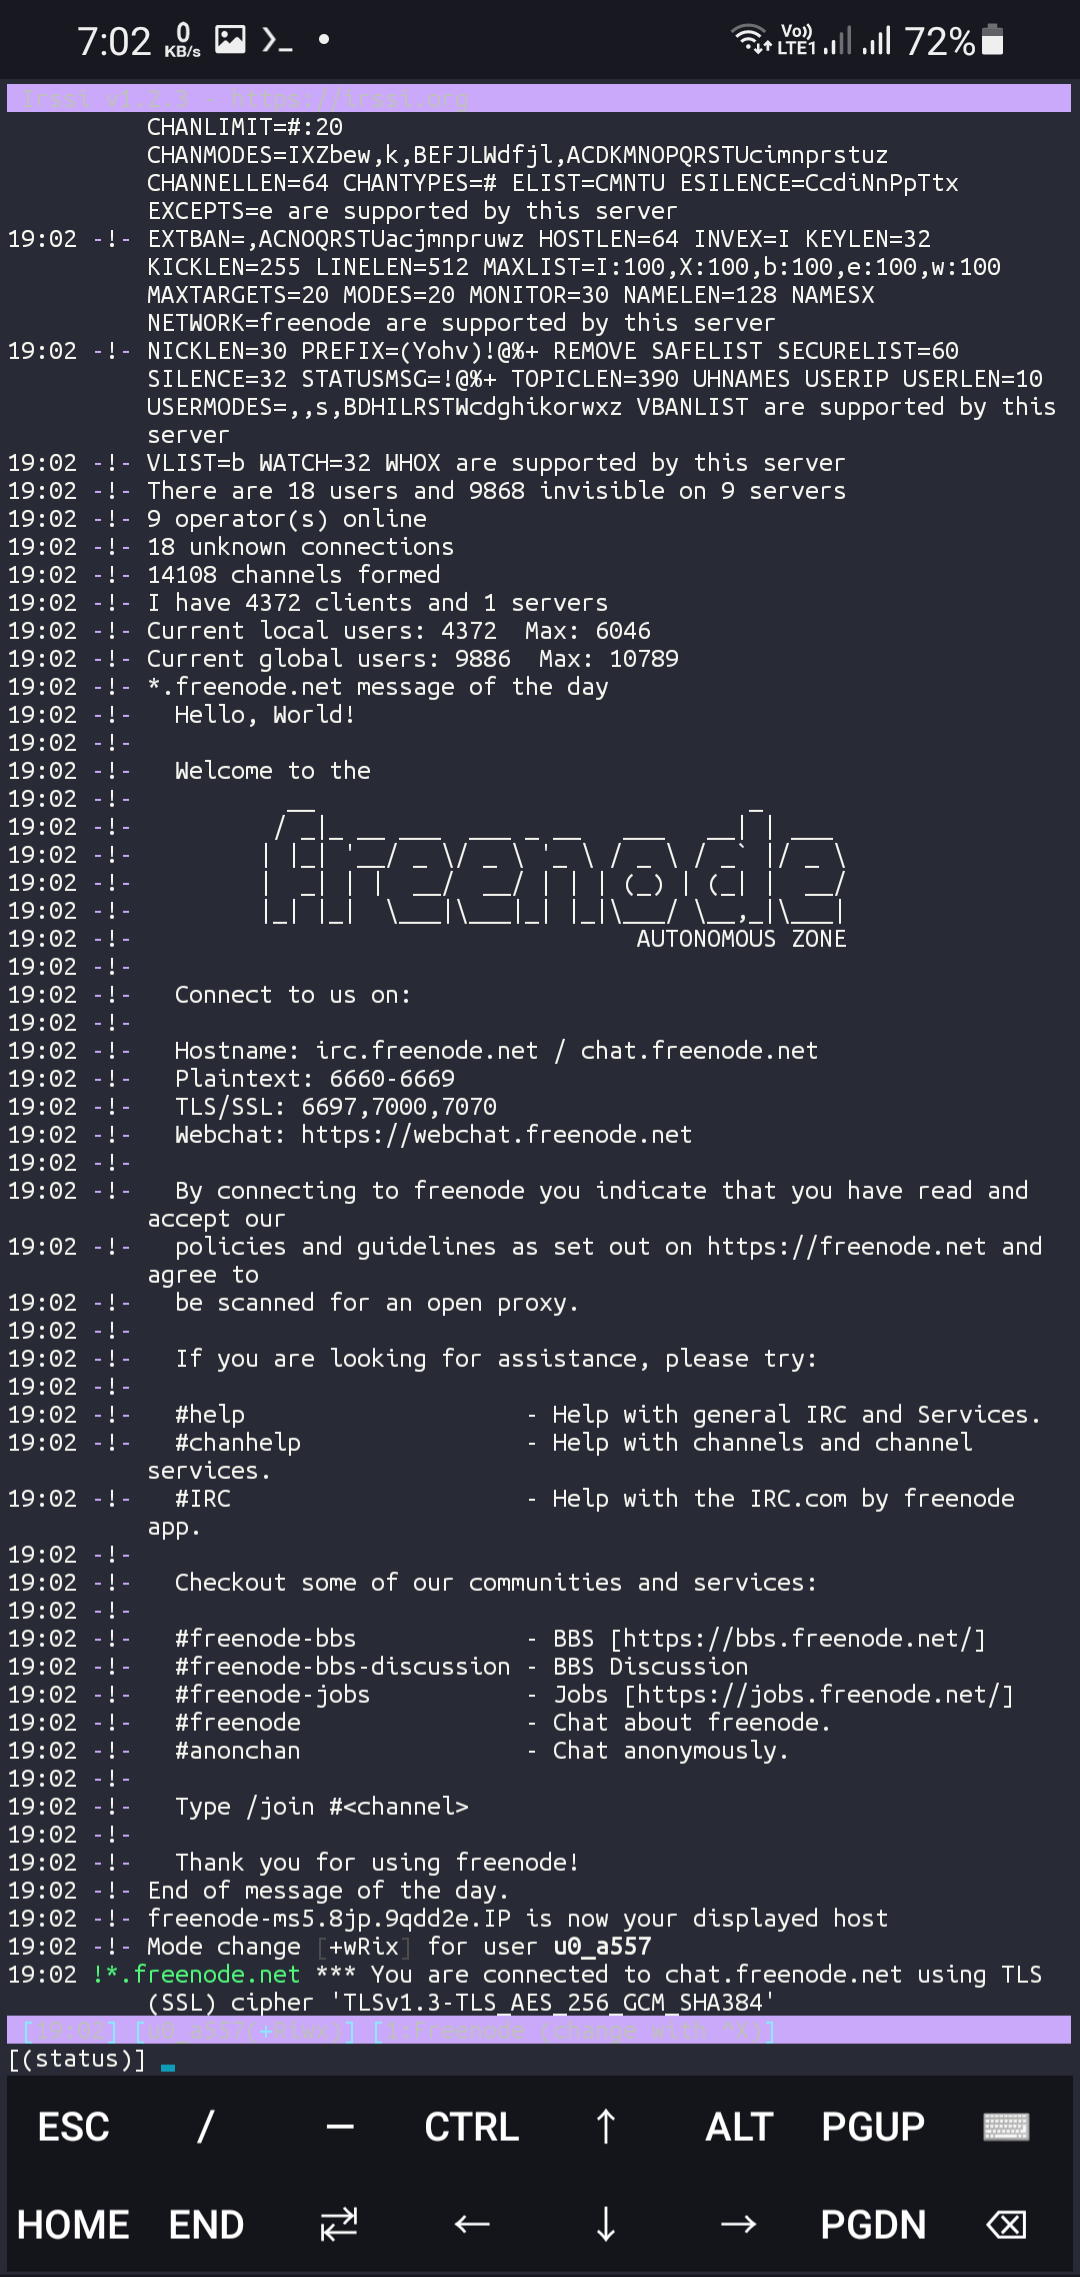 7:02 0 KB/s Vo)) LTE1 72%
Irssi v1.2.3 - https://irssi.org
CHANLIMIT=#:20
CHANMODES=IXZbew,k,BEFJLWdfjl,ACDKMNOPQRSTUcimnprstuz
CHANNELLEN=64 CHANTYPES=# ELIST=CMNTU ESILENCE=CcdiNnPpTtx
EXCEPTS=e are supported by this server
19:02 -!- EXTBAN=,ACNOQRSTUacjmnpruwz HOSTLEN=64 INVEX=I KEYLEN=32
KICKLEN=255 LINELEN=512 MAXLIST=I:100,X:100,b:100,e:100,w:100
MAXTARGETS=20 MODES=20 MONITOR=30 NAMELEN=128 NAMESX
NETWORK=freenode are supported by this server
19:02 -!- NICKLEN=30 PREFIX=(Yohv)!@%+ REMOVE SAFELIST SECURELIST=60
SILENCE=32 STATUSMSG=!@%+ TOPICLEN=390 UHNAMES USERIP USERLEN=10
USERMODES=,,s,BDHILRSTWcdghikorwxz VBANLIST are supported by this
server
19:02 -!- VLIST=b WATCH=32 WHOX are supported by this server
19:02 -!- There are 18 users and 9868 invisible on 9 servers
19:02 -!- 9 operator(s) online
19:02 -!- 18 unknown connections
19:02 -!- 14108 channels formed
19:02 -!- I have 4372 clients and 1 servers
19:02 -!- Current local users: 4372  Max: 6046
19:02 -!- Current global users: 9886  Max: 10789
19:02 -!- *.freenode.net message of the day
19:02 -!-   Hello, World!
19:02 -!-
19:02 -!-   Welcome to the
19:02 -!-
19:02 -!-
19:02 -!- freenode
19:02 -!-
19:02 -!-
19:02 -!- AUTONOMOUS ZONE
19:02 -!-
19:02 -!-   Connect to us on:
19:02 -!-
19:02 -!-   Hostname: irc.freenode.net / chat.freenode.net
19:02 -!-   Plaintext: 6660-6669
19:02 -!-   TLS/SSL: 6697,7000,7070
19:02 -!-   Webchat: https://webchat.freenode.net
19:02 -!-
19:02 -!-   By connecting to freenode you indicate that you have read and
accept our
19:02 -!-   policies and guidelines as set out on https://freenode.net and
agree to
19:02 -!-   be scanned for an open proxy.
19:02 -!-
19:02 -!-   If you are looking for assistance, please try:
19:02 -!-
19:02 -!-   #help                    - Help with general IRC and Services.
19:02 -!-   #chanhelp                - Help with channels and channel
services.
19:02 -!-   #IRC                     - Help with the IRC.com by freenode
app.
19:02 -!-
19:02 -!-   Checkout some of our communities and services:
19:02 -!-
19:02 -!-   #freenode-bbs            - BBS [https://bbs.freenode.net/]
19:02 -!-   #freenode-bbs-discussion - BBS Discussion
19:02 -!-   #freenode-jobs           - Jobs [https://jobs.freenode.net/]
19:02 -!-   #freenode                - Chat about freenode.
19:02 -!-   #anonchan                - Chat anonymously.
19:02 -!-
19:02 -!-   Type /join #<channel>
19:02 -!-
19:02 -!-   Thank you for using freenode!
19:02 -!- End of message of the day.
19:02 -!- freenode-ms5.8jp.9qdd2e.IP is now your displayed host
19:02 -!- Mode change [+wRix] for user u0_a557
19:02 !*.freenode.net *** You are connected to chat.freenode.net using TLS
(SSL) cipher 'TLSv1.3-TLS_AES_256_GCM_SHA384'
[19:02] [u0_a557(+Riwx)] [1:freenode (change with ^X)]
[(status)]
ESC / — CTRL ↑ ALT PGUP
HOME END ⇄ ← ↓ → PGDN